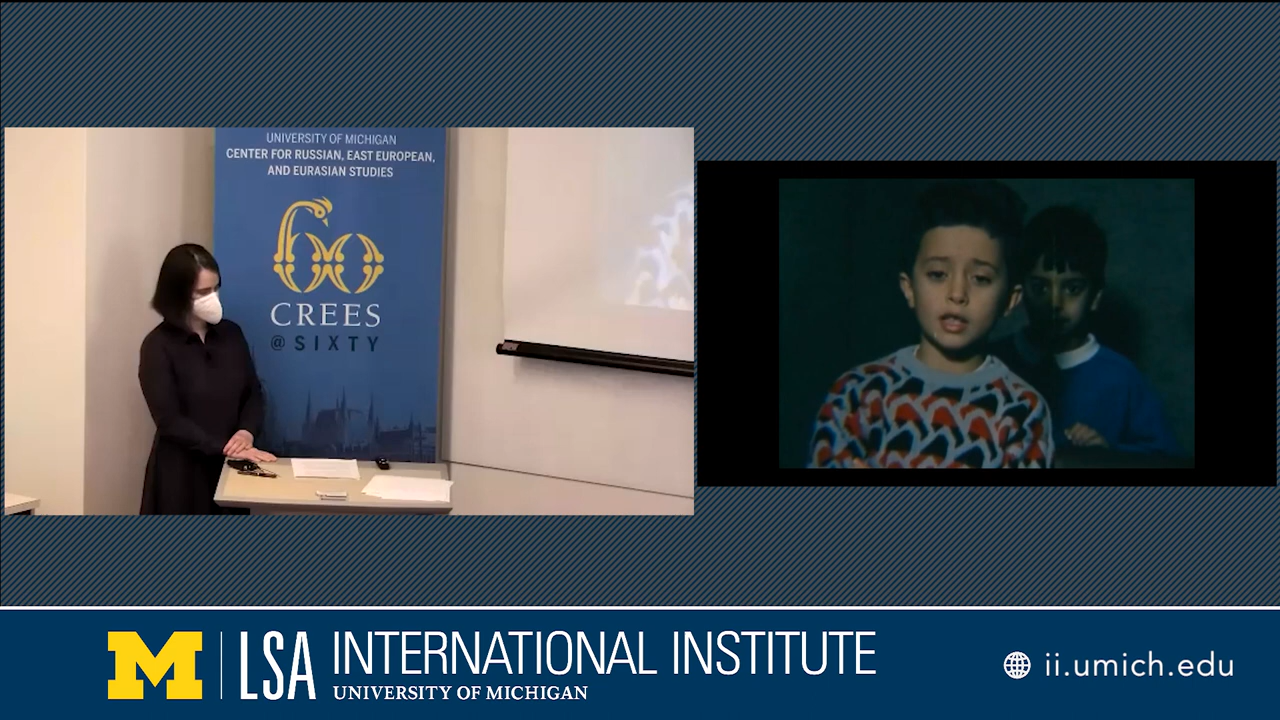 UNIVERSITY OF MICHIGAN
CENTER FOR RUSSIAN, EAST EUROPEAN,
AND EURASIAN STUDIES
60
CREES
@ SIXTY
M LSA INTERNATIONAL INSTITUTE
UNIVERSITY OF MICHIGAN
ii.umich.edu